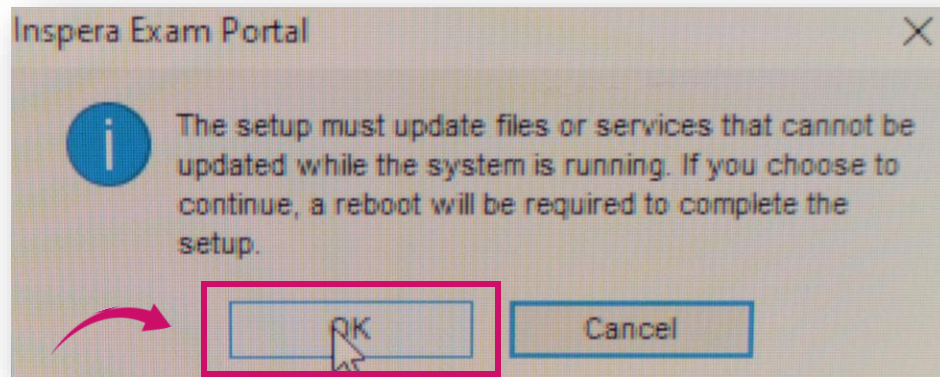 Inspera Exam Portal
The setup must update files or services that cannot be
updated while the system is running. If you choose to
continue, a reboot will be required to complete the
setup.
OK
Cancel